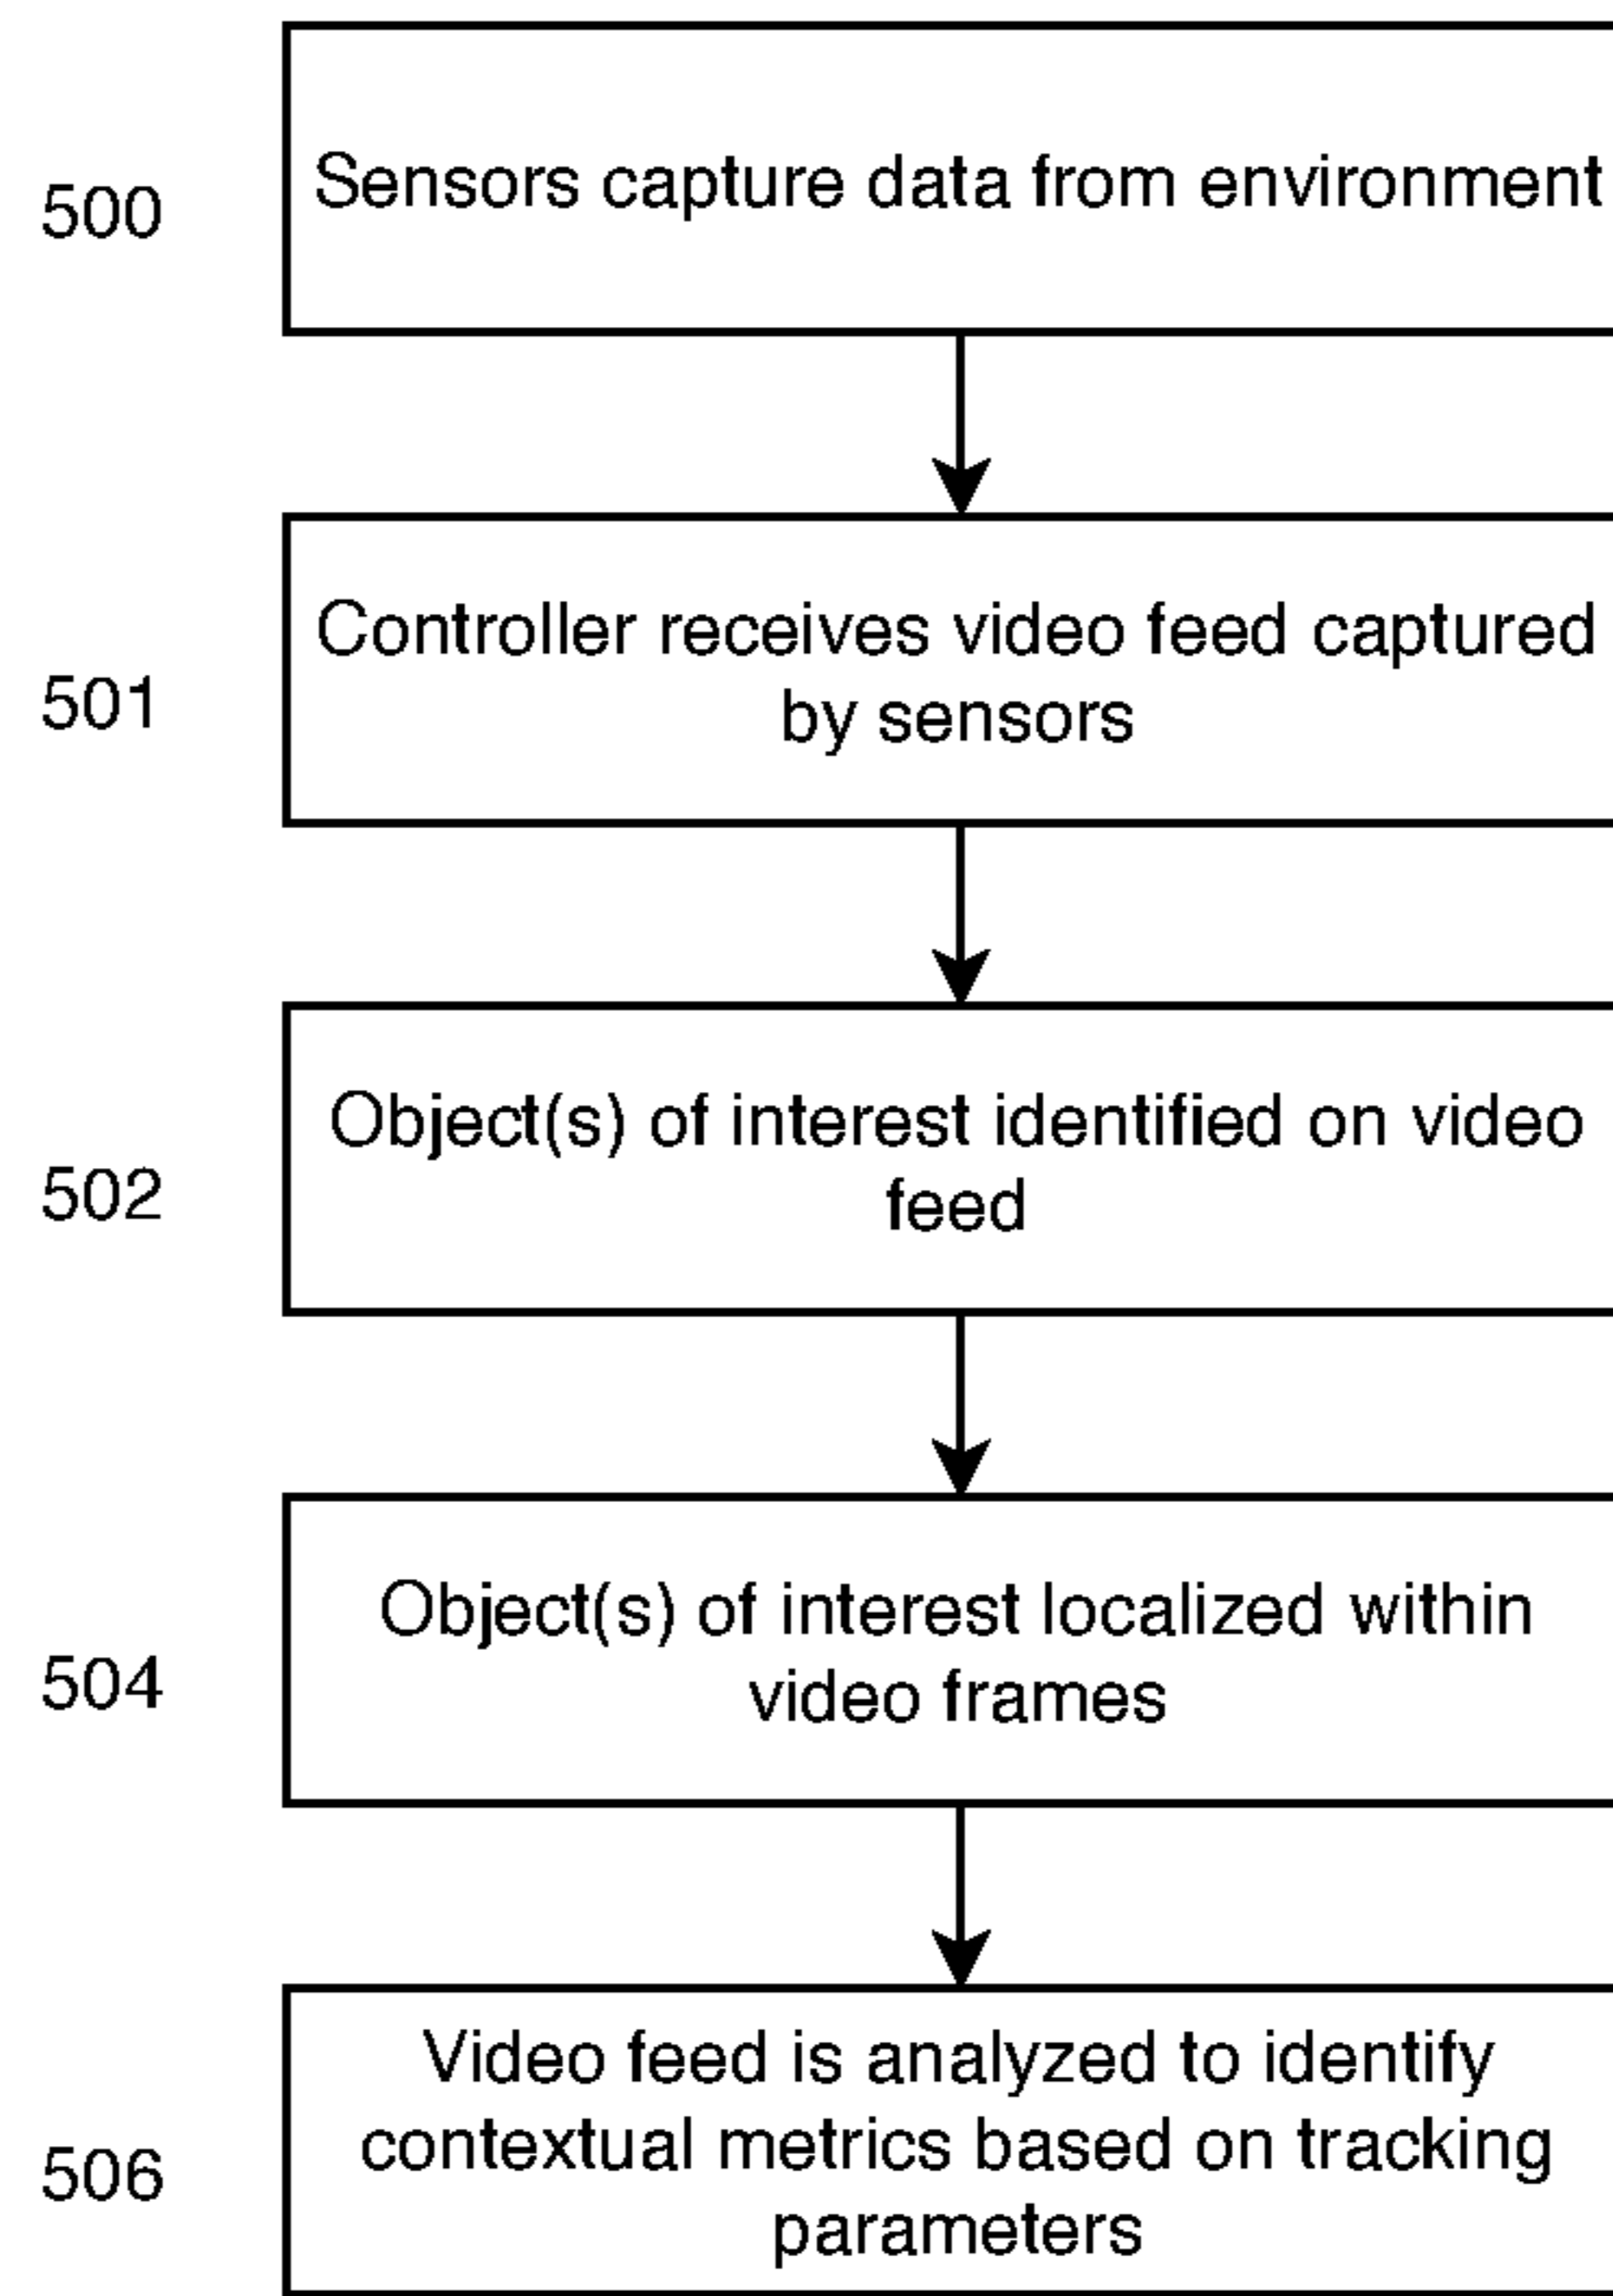 Sensors capture data from environment
500
Controller receives video feed captured
by sensors
501
Object(s) of interest identified on video
feed
502
Object(s) of interest localized within
video frames
504
Video feed is analyzed to identify
contextual metrics based on tracking
parameters
506